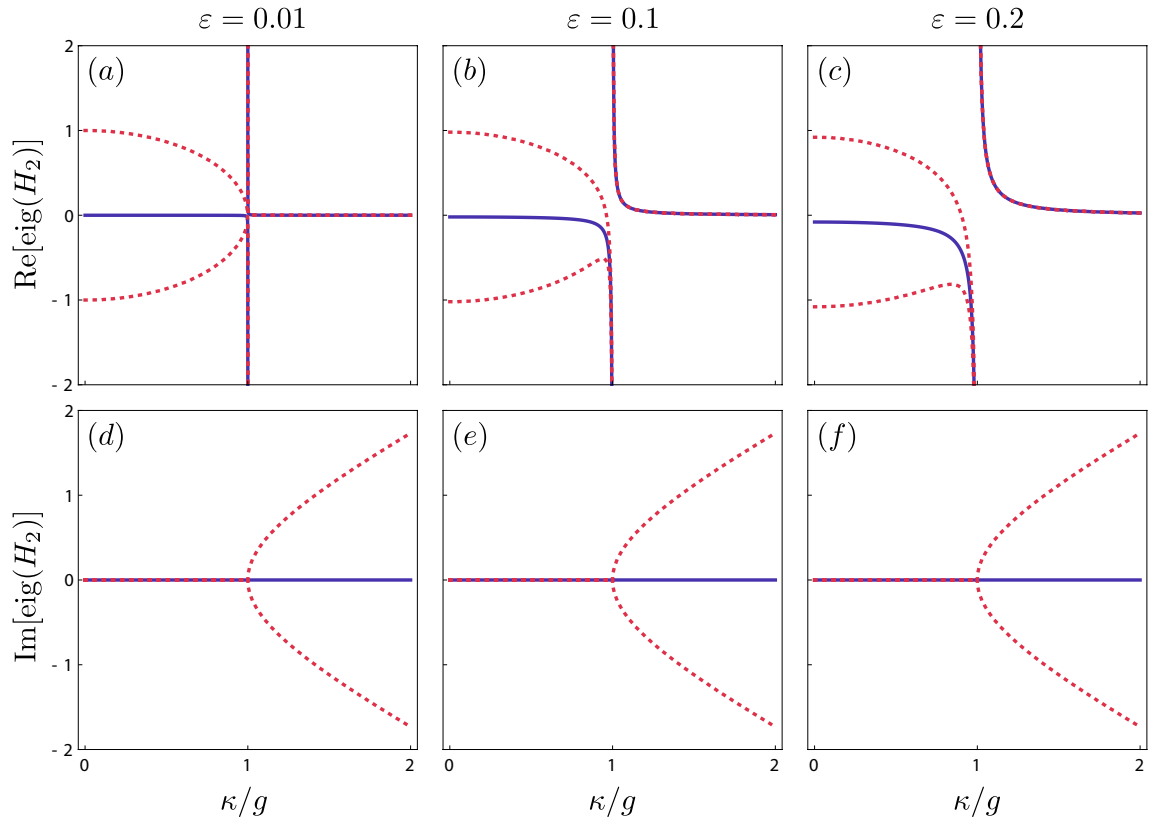 ε = 0.01
ε = 0.1
ε = 0.2
(a)
(b)
(c)
Re[eig(H₂)]
2
1
0
- 1
- 2
(d)
(e)
(f)
Im[eig(H₂)]
2
1
0
- 1
- 2
0 1 2
0 1 2
0 1 2
κ/g
κ/g
κ/g